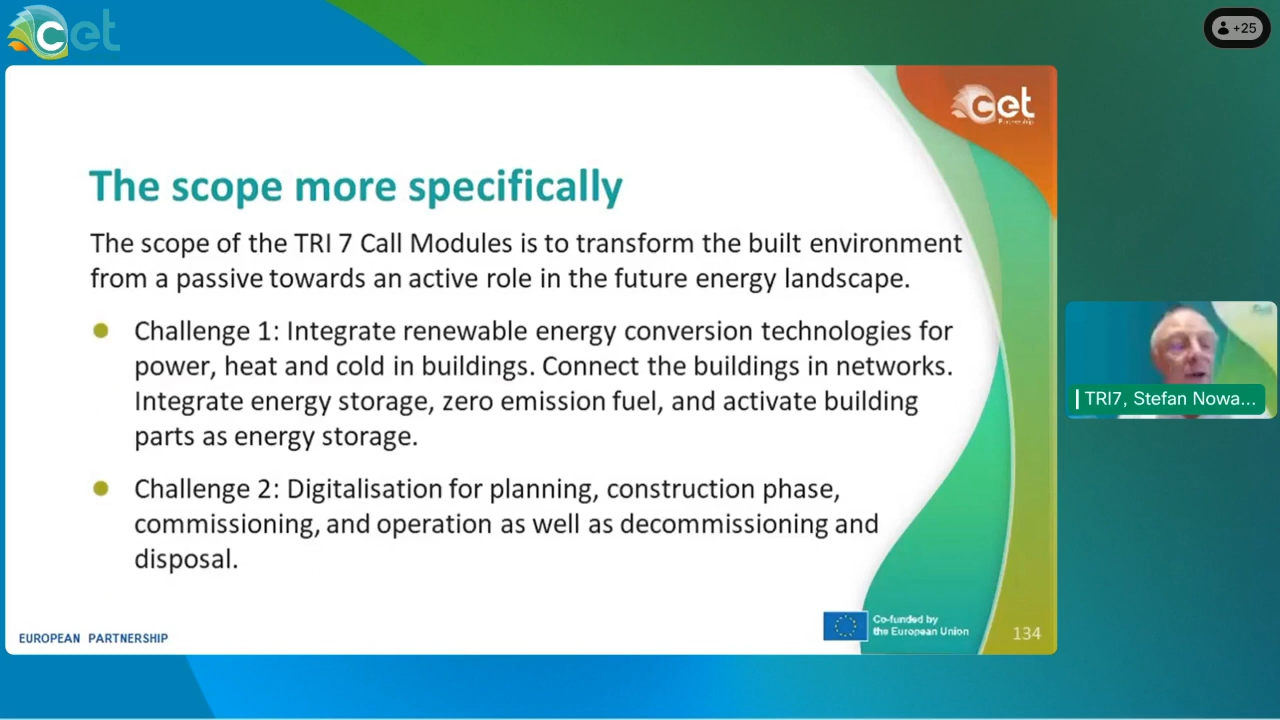 cet
+25
cet
Partnership
The scope more specifically
The scope of the TRI 7 Call Modules is to transform the built environment
from a passive towards an active role in the future energy landscape.
Challenge 1: Integrate renewable energy conversion technologies for
power, heat and cold in buildings. Connect the buildings in networks.
Integrate energy storage, zero emission fuel, and activate building
parts as energy storage.
Challenge 2: Digitalisation for planning, construction phase,
commissioning, and operation as well as decommissioning and
disposal.
TRI7, Stefan Nowa...
EUROPEAN PARTNERSHIP
Co-funded by
the European Union
134